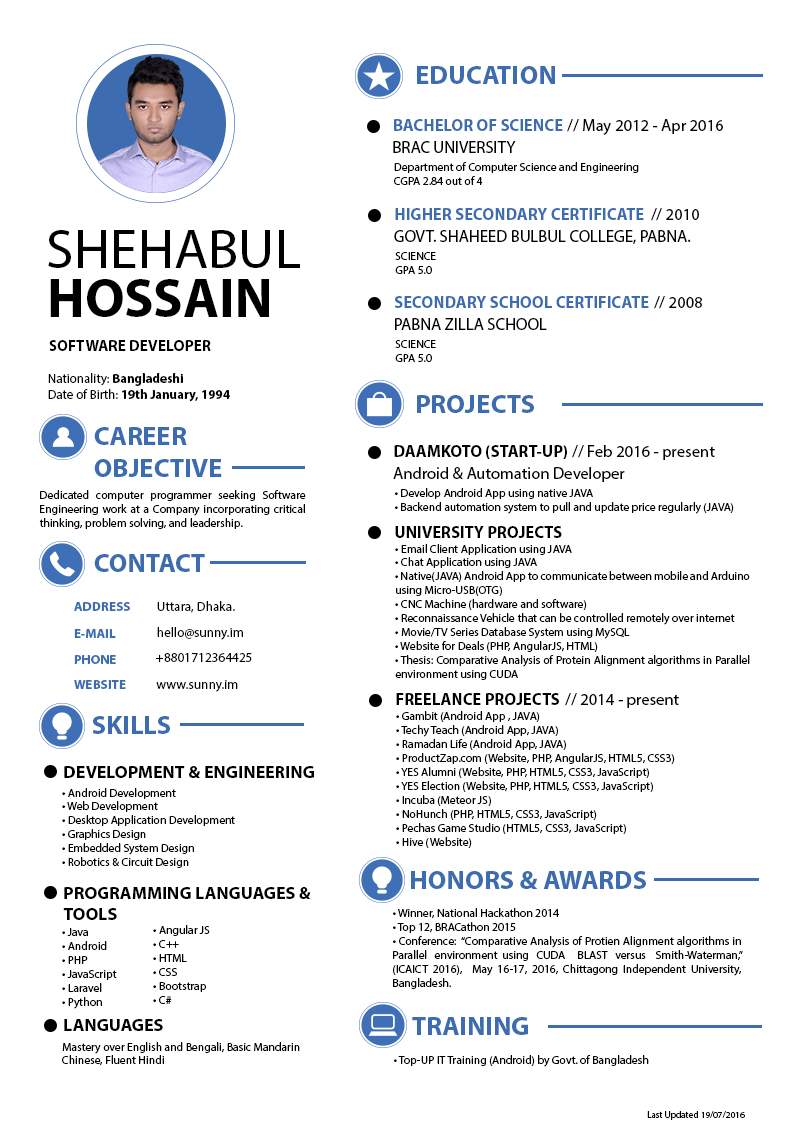 SHEHABUL
HOSSAIN
SOFTWARE DEVELOPER
Nationality: Bangladeshi
Date of Birth: 19th January, 1994
CAREER
OBJECTIVE
Dedicated computer programmer seeking Software
Engineering work at a Company incorporating critical
thinking, problem solving, and leadership.
CONTACT
ADDRESS Uttara, Dhaka.
E-MAIL hello@sunny.im
PHONE +8801712364425
WEBSITE www.sunny.im
SKILLS
DEVELOPMENT & ENGINEERING
• Android Development
• Web Development
• Desktop Application Development
• Graphics Design
• Embedded System Design
• Robotics & Circuit Design
PROGRAMMING LANGUAGES &
TOOLS
• Java
• Android
• PHP
• JavaScript
• Laravel
• Python
• Angular JS
• C++
• HTML
• CSS
• Bootstrap
• C#
LANGUAGES
Mastery over English and Bengali, Basic Mandarin
Chinese, Fluent Hindi
EDUCATION
BACHELOR OF SCIENCE // May 2012 - Apr 2016
BRAC UNIVERSITY
Department of Computer Science and Engineering
CGPA 2.84 out of 4
HIGHER SECONDARY CERTIFICATE // 2010
GOVT. SHAHEED BULBUL COLLEGE, PABNA.
SCIENCE
GPA 5.0
SECONDARY SCHOOL CERTIFICATE // 2008
PABNA ZILLA SCHOOL
SCIENCE
GPA 5.0
PROJECTS
DAAMKOTO (START-UP) // Feb 2016 - present
Android & Automation Developer
• Develop Android App using native JAVA
• Backend automation system to pull and update price regularly (JAVA)
UNIVERSITY PROJECTS
• Email Client Application using JAVA
• Chat Application using JAVA
• Native(JAVA) Android App to communicate between mobile and Arduino
using Micro-USB(OTG)
• CNC Machine (hardware and software)
• Reconnaissance Vehicle that can be controlled remotely over internet
• Movie/TV Series Database System using MySQL
• Website for Deals (PHP, AngularJS, HTML)
• Thesis: Comparative Analysis of Protein Alignment algorithms in Parallel
environment using CUDA
FREELANCE PROJECTS // 2014 - present
• Gambit (Android App , JAVA)
• Techy Teach (Android App, JAVA)
• Ramadan Life (Android App, JAVA)
• ProductZap.com (Website, PHP, AngularJS, HTML5, CSS3)
• YES Alumni (Website, PHP, HTML5, CSS3, JavaScript)
• YES Election (Website, PHP, HTML5, CSS3, JavaScript)
• Incuba (Meteor JS)
• NoHunch (PHP, HTML5, CSS3, JavaScript)
• Pechas Game Studio (HTML5, CSS3, JavaScript)
• Hive (Website)
HONORS & AWARDS
• Winner, National Hackathon 2014
• Top 12, BRACathon 2015
• Conference: “Comparative Analysis of Protien Alignment algorithms in
Parallel environment using CUDA BLAST versus Smith-Waterman,”
(ICAICT 2016), May 16-17, 2016, Chittagong Independent University,
Bangladesh.
TRAINING
• Top-UP IT Training (Android) by Govt. of Bangladesh
Last Updated 19/07/2016